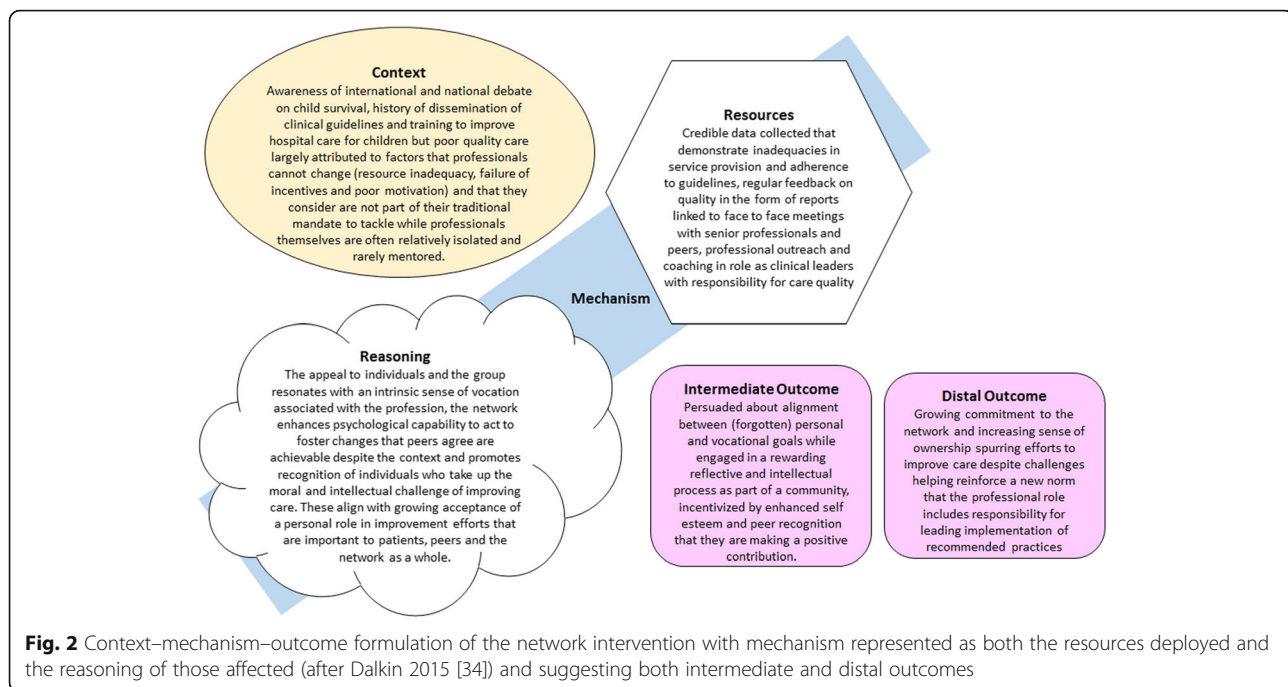 Context
Awareness of international and national debate
on child survival, history of dissemination of
clinical guidelines and training to improve
hospital care for children but poor quality care
largely attributed to factors that professionals
cannot change (resource inadequacy, failure of
incentives and poor motivation) and that they
consider are not part of their traditional
mandate to tackle while professionals
themselves are often relatively isolated and
rarely mentored.
Resources
Credible data collected that
demonstrate inadequacies in
service provision and adherence
to guidelines, regular feedback on
quality in the form of reports
linked to face to face meetings
with senior professionals and
peers, professional outreach and
coaching in role as clinical leaders
with responsibility for care quality
Mechanism
Reasoning
The appeal to individuals and the group
resonates with an intrinsic sense of vocation
associated with the profession, the network
enhances psychological capability to act to
foster changes that peers agree are
achievable despite the context and promotes
recognition of individuals who take up the
moral and intellectual challenge of improving
care. These align with growing acceptance of
a personal role in improvement efforts that
are important to patients, peers and the
network as a whole.
Intermediate Outcome
Persuaded about alignment
between (forgotten) personal
and vocational goals while
engaged in a rewarding
reflective and intellectual
process as part of a community,
incentivized by enhanced self
esteem and peer recognition
that they are making a positive
contribution.
Distal Outcome
Growing commitment to the
network and increasing sense of
ownership spurring efforts to
improve care despite challenges
helping reinforce a new norm
that the professional role
includes responsibility for
leading implementation of
recommended practices
Fig. 2 Context–mechanism–outcome formulation of the network intervention with mechanism represented as both the resources deployed and
the reasoning of those affected (after Dalkin 2015 [34]) and suggesting both intermediate and distal outcomes